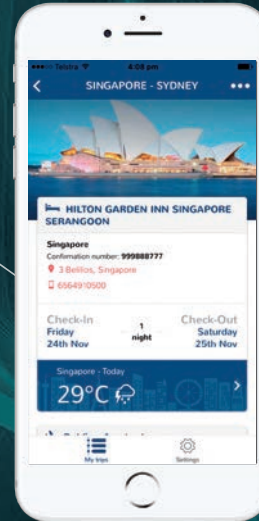 Telstra 4:08 pm
SINGAPORE - SYDNEY
HILTON GARDEN INN SINGAPORE
SERANGOON
Singapore
Confirmation number: 999888777
3 Belilios, Singapore
6564910500
Check-In Check-Out
Friday 1 Saturday
24th Nov night 25th Nov
Singapore - Today
29°C
My trips Settings